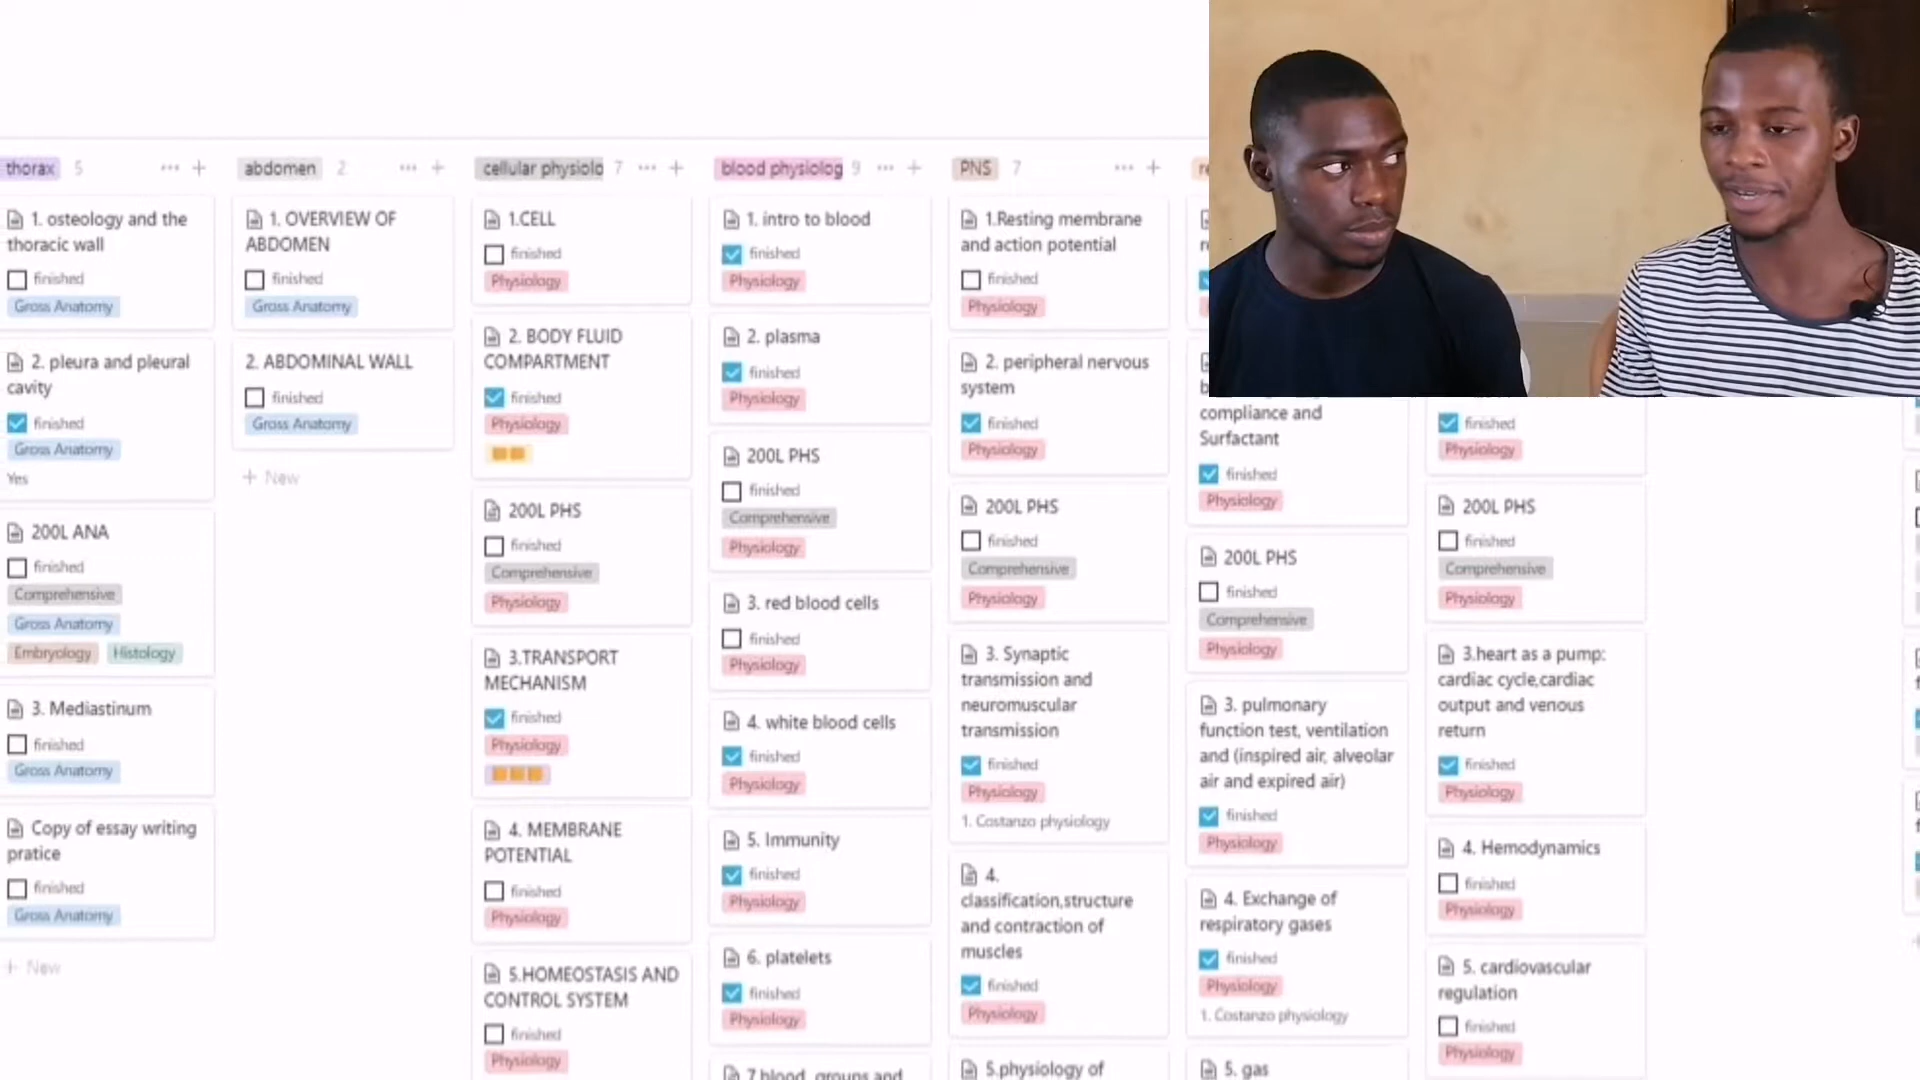 thorax 5
1. osteology and the
thoracic wall
finished
Gross Anatomy
2. pleura and pleural
cavity
finished
Gross Anatomy
Yes
200L ANA
finished
Comprehensive
Gross Anatomy
Embryology Histology
3. Mediastinum
finished
Gross Anatomy
Copy of essay writing
pratice
finished
Gross Anatomy
+ New
abdomen 2
1. OVERVIEW OF
ABDOMEN
finished
Gross Anatomy
2. ABDOMINAL WALL
finished
Gross Anatomy
+ New
cellular physiolo 7
1.CELL
finished
Physiology
2. BODY FLUID
COMPARTMENT
finished
Physiology
200L PHS
finished
Comprehensive
Physiology
3.TRANSPORT
MECHANISM
finished
Physiology
4. MEMBRANE
POTENTIAL
finished
Physiology
5.HOMEOSTASIS AND
CONTROL SYSTEM
finished
Physiology
blood physiolog 9
1. intro to blood
finished
Physiology
2. plasma
finished
Physiology
200L PHS
finished
Comprehensive
Physiology
3. red blood cells
finished
Physiology
4. white blood cells
finished
Physiology
5. Immunity
finished
Physiology
6. platelets
finished
Physiology
7.blood groups and
PNS 7
1.Resting membrane
and action potential
finished
Physiology
2. peripheral nervous
system
finished
Physiology
200L PHS
finished
Comprehensive
Physiology
3. Synaptic
transmission and
neuromuscular
transmission
finished
Physiology
1. Costanzo physiology
4.
classification,structure
and contraction of
muscles
finished
Physiology
5.physiology of
compliance and
Surfactant
finished
Physiology
200L PHS
finished
Comprehensive
Physiology
3. pulmonary
function test, ventilation
and (inspired air, alveolar
air and expired air)
finished
Physiology
4. Exchange of
respiratory gases
finished
Physiology
1. Costanzo physiology
5. gas
finished
Physiology
200L PHS
finished
Comprehensive
Physiology
3.heart as a pump:
cardiac cycle,cardiac
output and venous
return
finished
Physiology
4. Hemodynamics
finished
Physiology
5. cardiovascular
regulation
finished
Physiology